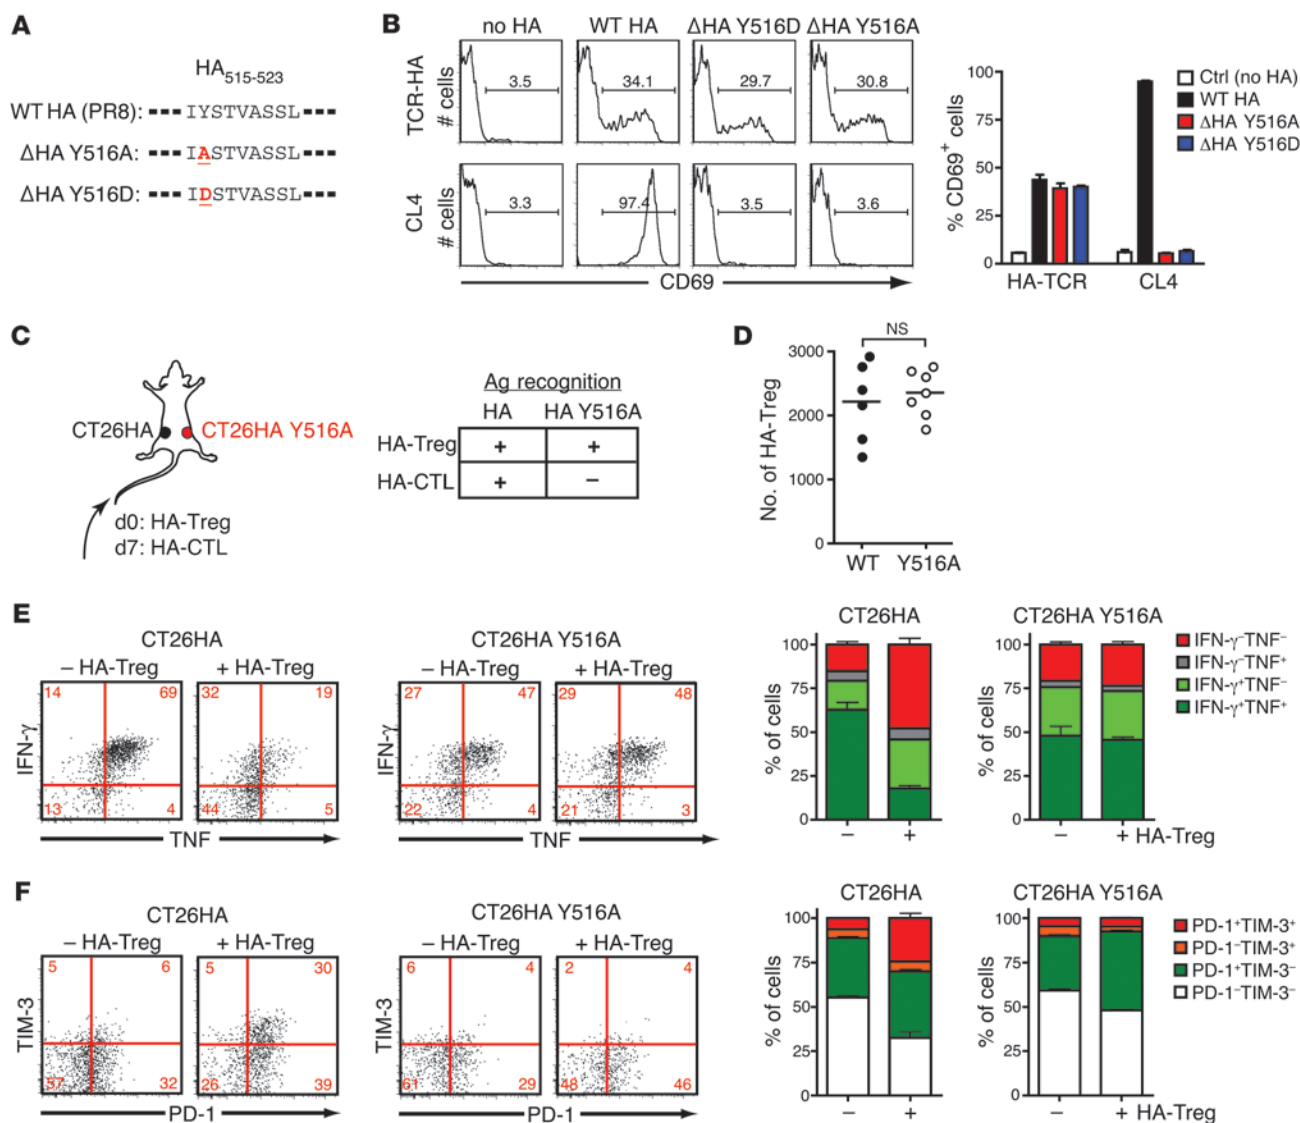 A
HA515-523
WT HA (PR8): IYSTVASSL
ΔHA Y516A: IASTVASSL
ΔHA Y516D: IDSTVASSL
B
no HA WT HA ΔHA Y516D ΔHA Y516A
TCR-HA
# cells
3.5 34.1 29.7 30.8
CL4
# cells
3.3 97.4 3.5 3.6
CD69
% CD69+ cells
100
75
50
25
0
HA-TCR CL4
Ctrl (no HA)
WT HA
ΔHA Y516A
ΔHA Y516D
C
CT26HA CT26HA Y516A
d0: HA-Treg
d7: HA-CTL
Ag recognition
HA HA Y516A
HA-Treg + +
HA-CTL + –
D
NS
No. of HA-Treg
3000
2000
1000
0
WT Y516A
E
CT26HA
– HA-Treg + HA-Treg
14 69 32 19
13 4 44 5
IFN-γ
TNF
CT26HA Y516A
– HA-Treg + HA-Treg
27 47 29 48
22 4 21 3
IFN-γ
TNF
CT26HA
% of cells
100
75
50
25
0
– +
CT26HA Y516A
% of cells
100
75
50
25
0
– + HA-Treg
IFN-γ–TNF–
IFN-γ–TNF+
IFN-γ+TNF–
IFN-γ+TNF+
F
CT26HA
– HA-Treg + HA-Treg
5 6 5 30
57 32 26 39
TIM-3
PD-1
CT26HA Y516A
– HA-Treg + HA-Treg
6 4 2 4
61 29 48 46
TIM-3
PD-1
CT26HA
% of cells
100
75
50
25
0
– +
CT26HA Y516A
% of cells
100
75
50
25
0
– + HA-Treg
PD-1+TIM-3+
PD-1–TIM-3+
PD-1+TIM-3–
PD-1–TIM-3–